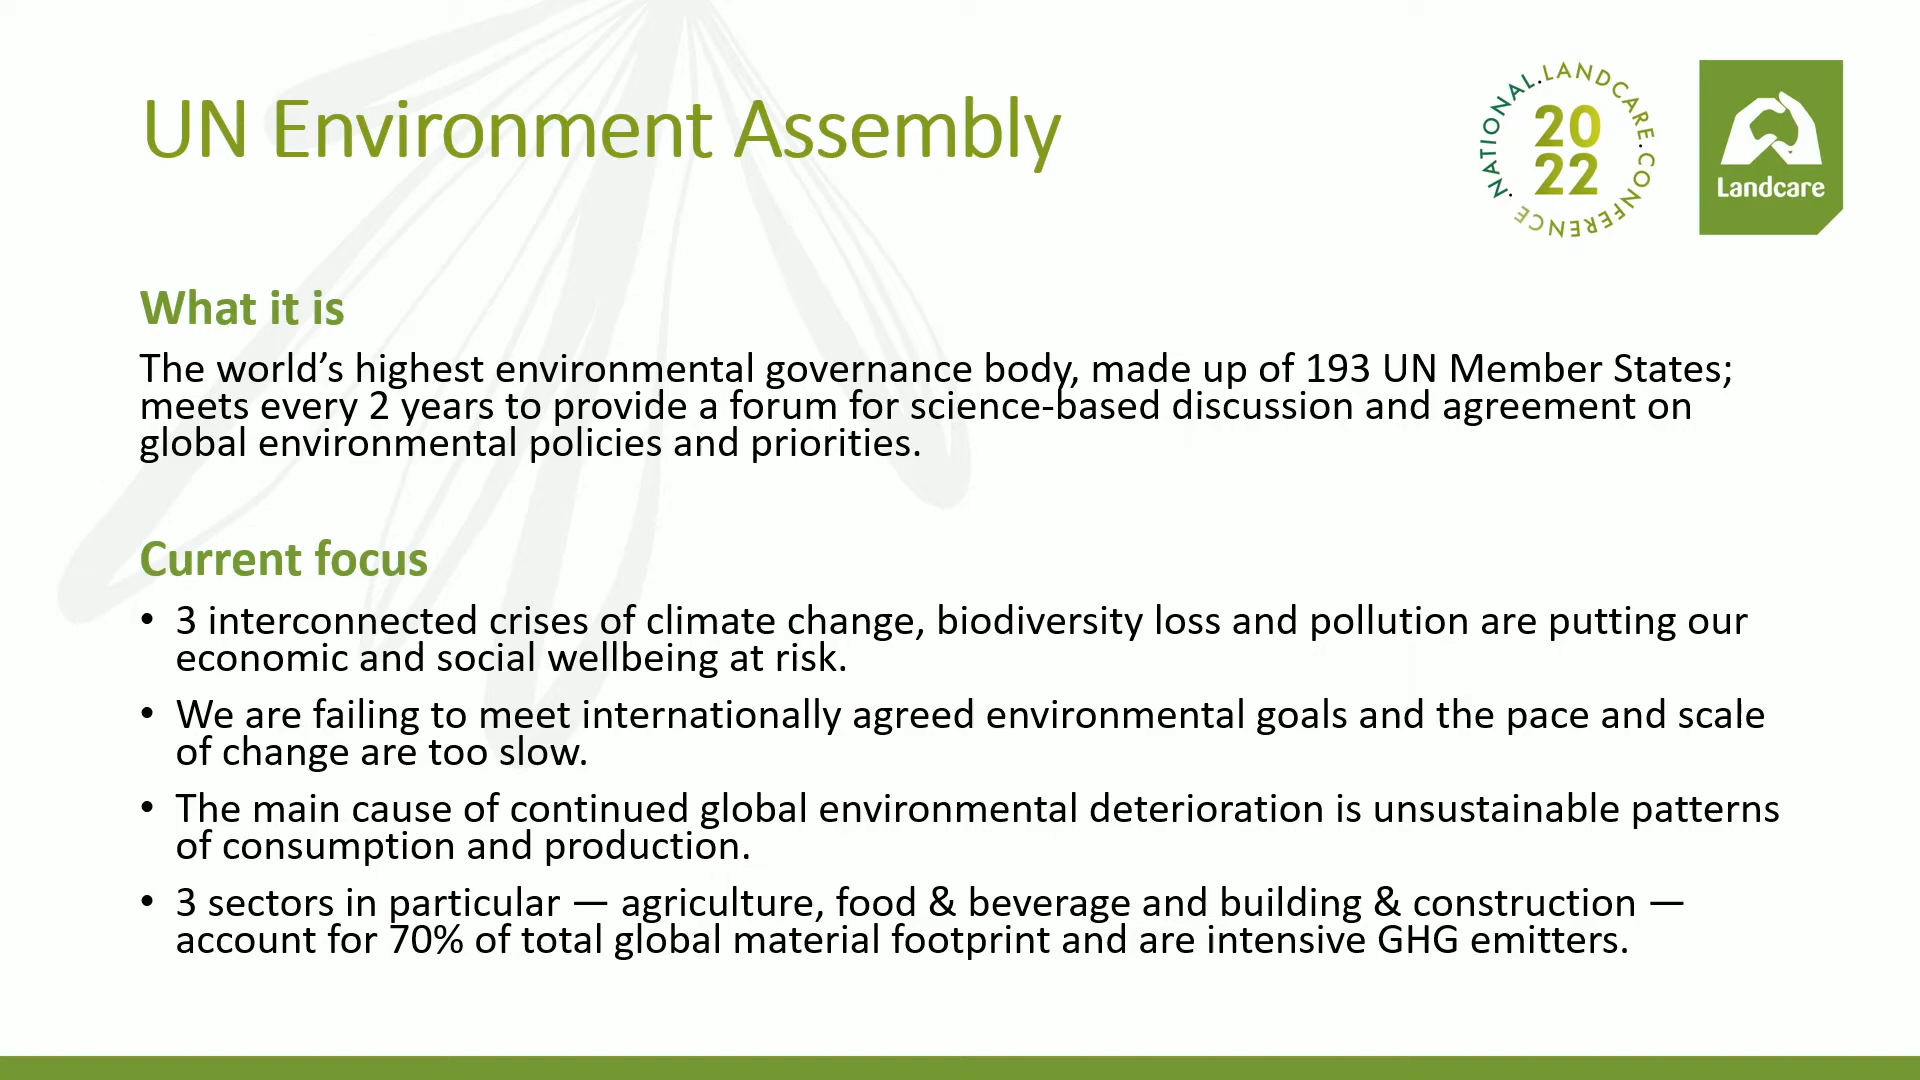 UN Environment Assembly
.NATIONAL.LANDCARE.CONFERENCE
20
22
Landcare
What it is
The world’s highest environmental governance body, made up of 193 UN Member States;
meets every 2 years to provide a forum for science-based discussion and agreement on
global environmental policies and priorities.
Current focus
• 3 interconnected crises of climate change, biodiversity loss and pollution are putting our
economic and social wellbeing at risk.
• We are failing to meet internationally agreed environmental goals and the pace and scale
of change are too slow.
• The main cause of continued global environmental deterioration is unsustainable patterns
of consumption and production.
• 3 sectors in particular — agriculture, food & beverage and building & construction —
account for 70% of total global material footprint and are intensive GHG emitters.